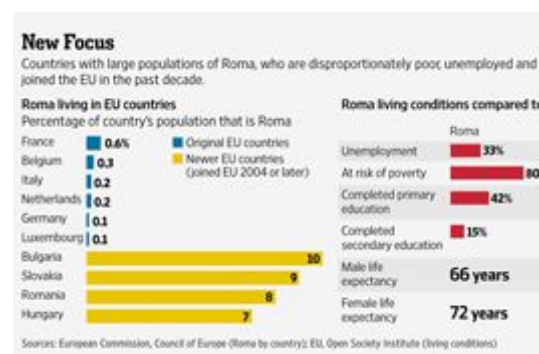 New Focus
Countries with large populations of Roma, who are disproportionately poor, unemployed and
joined the EU in the past decade.
Roma living in EU countries
Percentage of country's population that is Roma
France 0.6%
Belgium 0.3
Italy 0.2
Netherlands 0.2
Germany 0.1
Luxembourg 0.1
Bulgaria 10
Slovakia 9
Romania 8
Hungary 7
Original EU countries
Newer EU countries
(joined EU 2004 or later)
Roma living conditions compared to
Roma
Unemployment 33%
At risk of poverty 80
Completed primary
education 42%
Completed
secondary education 15%
Male life
expectancy 66 years
Female life
expectancy 72 years
Sources: European Commission, Council of Europe (Roma by country); EU, Open Society Institute (living conditions)